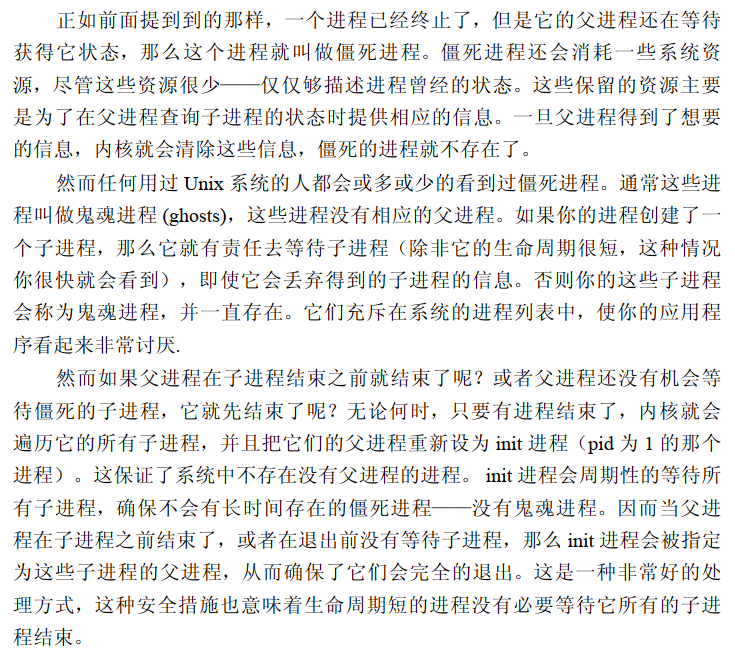 正如前面提到到的那样，一个进程已经终止了，但是它的父进程还在等待
获得它状态，那么这个进程就叫做僵死进程。僵死进程还会消耗一些系统资
源，尽管这些资源很少——仅仅够描述进程曾经的状态。这些保留的资源主要
是为了在父进程查询子进程的状态时提供相应的信息。一旦父进程得到了想要
的信息，内核就会清除这些信息，僵死的进程就不存在了。
然而任何用过 Unix 系统的人都会或多或少的看到过僵死进程。通常这些进
程叫做鬼魂进程 (ghosts)，这些进程没有相应的父进程。如果你的进程创建了一
个子进程，那么它就有责任去等待子进程（除非它的生命周期很短，这种情况
你很快就会看到），即使它会丢弃得到的子进程的信息。否则你的这些子进程
会称为鬼魂进程，并一直存在。它们充斥在系统的进程列表中，使你的应用程
序看起来非常讨厌.
然而如果父进程在子进程结束之前就结束了呢？或者父进程还没有机会等
待僵死的子进程，它就先结束了呢？无论何时，只要有进程结束了，内核就会
遍历它的所有子进程，并且把它们的父进程重新设为 init 进程（pid 为 1 的那个
进程）。这保证了系统中不存在没有父进程的进程。 init 进程会周期性的等待所
有子进程，确保不会有长时间存在的僵死进程——没有鬼魂进程。因而当父进
程在子进程之前结束了，或者在退出前没有等待子进程，那么 init 进程会被指定
为这些子进程的父进程，从而确保了它们会完全的退出。这是一种非常好的处
理方式，这种安全措施也意味着生命周期短的进程没有必要等待它所有的子进
程结束。